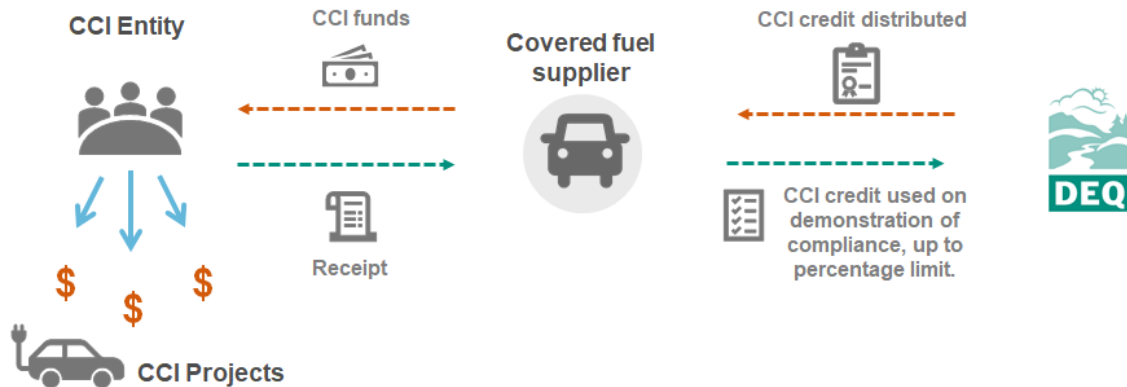 CCI Entity
CCI funds
Receipt
Covered fuel
supplier
CCI credit distributed
CCI credit used on
demonstration of
compliance, up to
percentage limit.
DEQ
$
$
$
CCI Projects